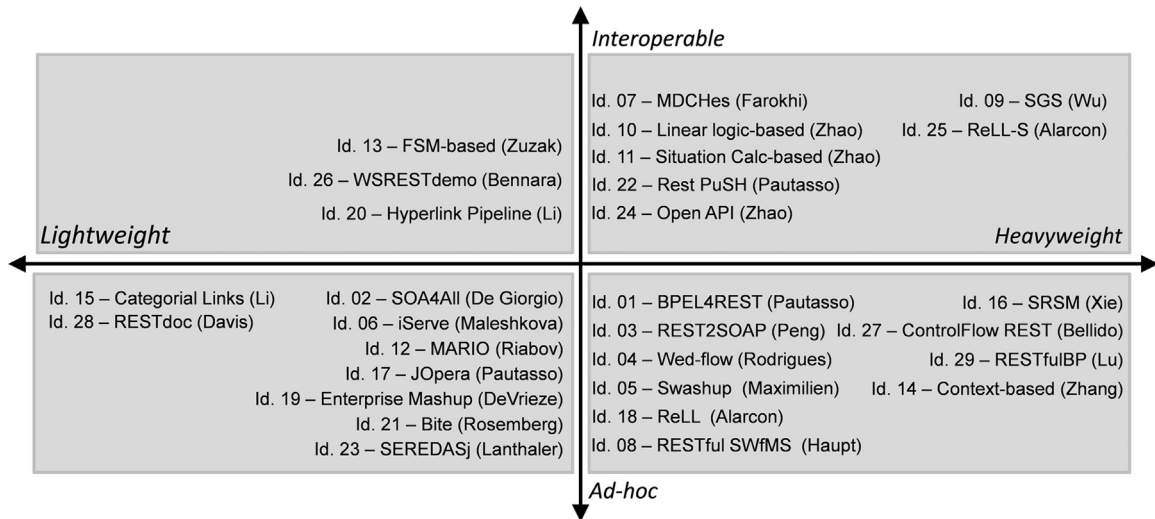 Interoperable
Id. 13 – FSM-based (Zuzak)
Id. 26 – WSRESTdemo (Bennara)
Id. 20 – Hyperlink Pipeline (Li)
Lightweight
Id. 07 – MDCHes (Farokhi)
Id. 10 – Linear logic-based (Zhao)
Id. 11 – Situation Calc-based (Zhao)
Id. 22 – Rest PuSH (Pautasso)
Id. 24 – Open API (Zhao)
Id. 09 – SGS (Wu)
Id. 25 – ReLL-S (Alarcon)
Heavyweight
Id. 15 – Categorial Links (Li)
Id. 28 – RESTdoc (Davis)
Id. 02 – SOA4All (De Giorgio)
Id. 06 – iServe (Maleshkova)
Id. 12 – MARIO (Riabov)
Id. 17 – JOpera (Pautasso)
Id. 19 – Enterprise Mashup (DeVrieze)
Id. 21 – Bite (Rosemberg)
Id. 23 – SEREDASj (Lanthaler)
Id. 01 – BPEL4REST (Pautasso)
Id. 03 – REST2SOAP (Peng)
Id. 04 – Wed-flow (Rodrigues)
Id. 05 – Swashup (Maximilien)
Id. 18 – ReLL (Alarcon)
Id. 08 – RESTful SWfMS (Haupt)
Id. 16 – SRSM (Xie)
Id. 27 – ControlFlow REST (Bellido)
Id. 29 – RESTfulBP (Lu)
Id. 14 – Context-based (Zhang)
Ad-hoc